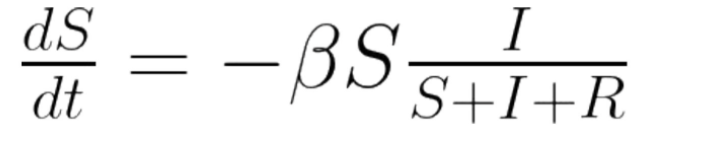 dS/dt = −βS I/(S+I+R)